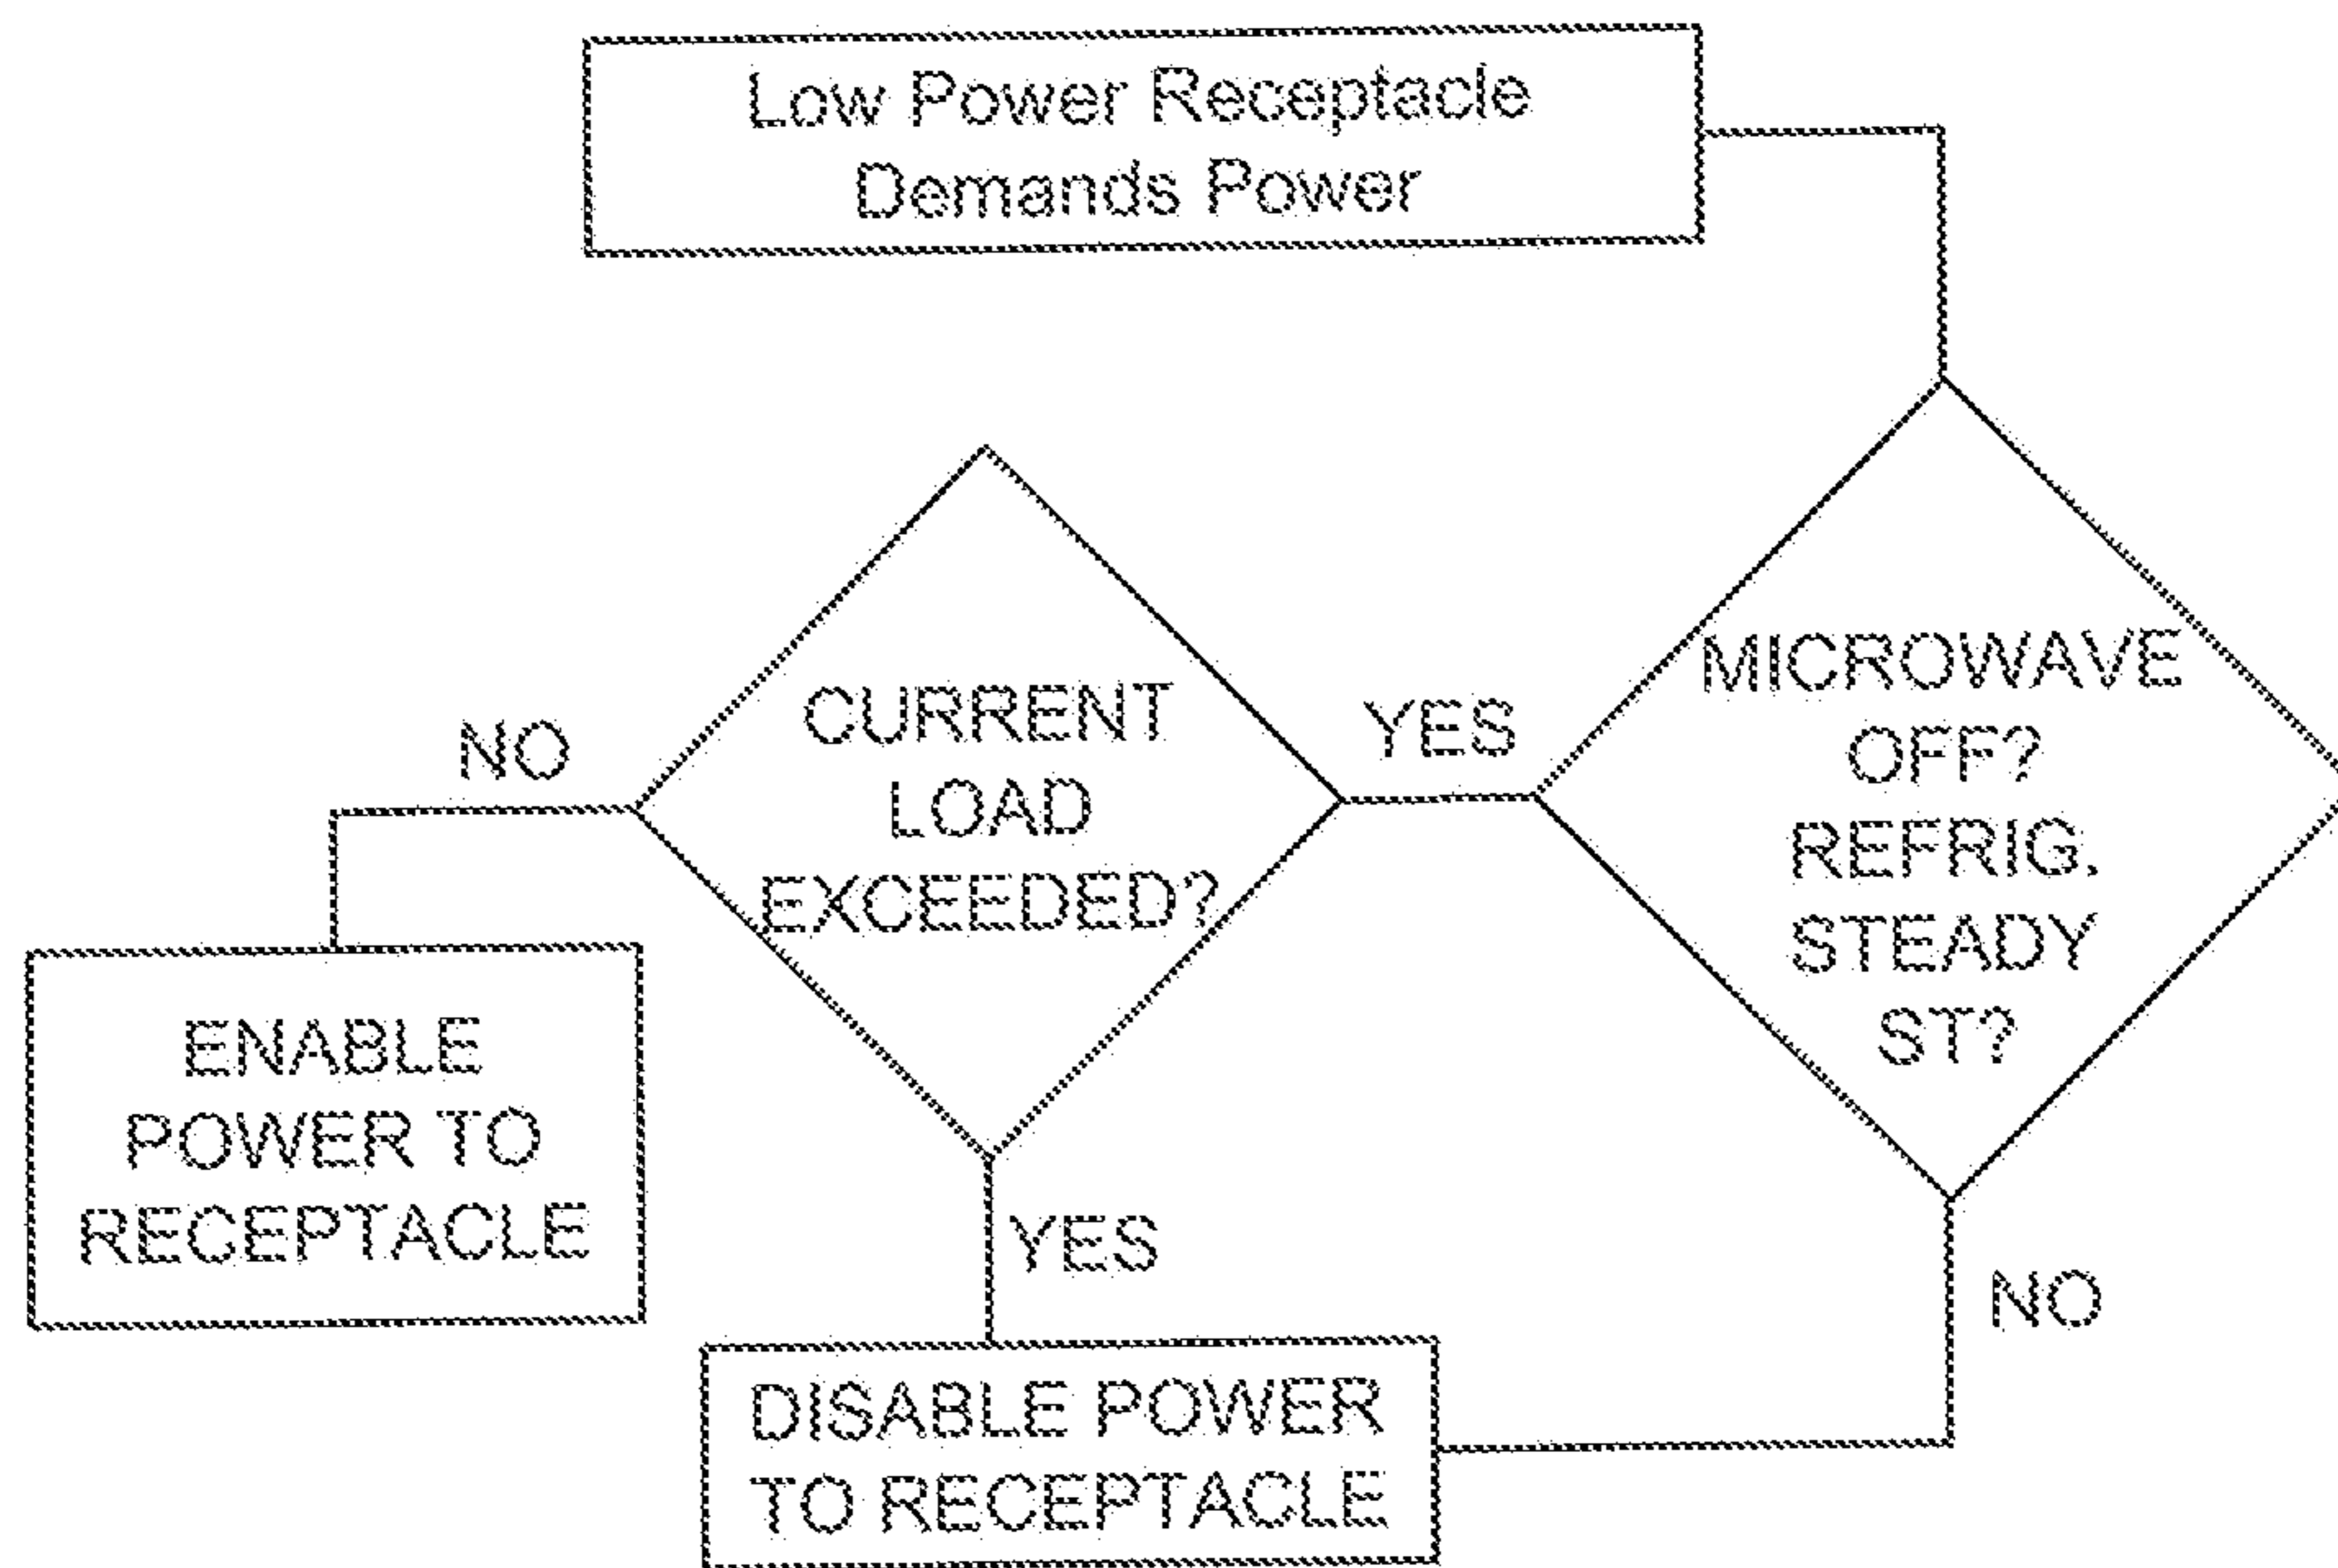 Low Power Receptacle
Demands Power
MICROWAVE
OFF?
REFRIG.
STEADY
ST?
YES
NO
CURRENT
LOAD
EXCEEDED?
NO
YES
ENABLE
POWER TO
RECEPTACLE
DISABLE POWER
TO RECEPTACLE